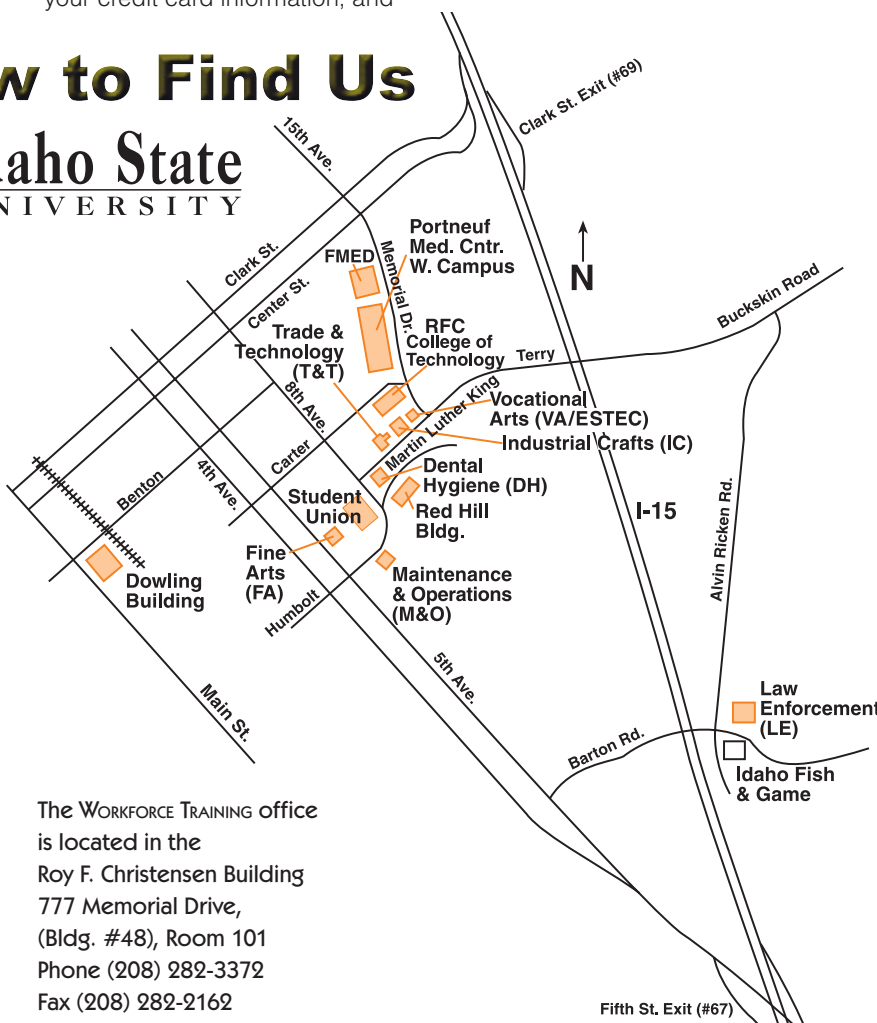 your credit card information, and
w to Find Us
aho State
NIVERSITY
Clark St. Exit (#69)
15th Ave.
Portneuf
Med. Cntr.
W. Campus
FMED
Memorial Dr.
Clark St.
Center St.
N
Buckskin Road
Trade &
Technology
(T&T)
RFC
College of
Technology
Terry
8th Ave.
Martin Luther King
Vocational
Arts (VA/ESTEC)
Industrial Crafts (IC)
Carter
Benton
4th Ave.
Dental
Hygiene (DH)
Student
Union
Red Hill
Bldg.
I-15
Alvin Ricken Rd.
Fine
Arts
(FA)
Dowling
Building
Humbolt
Maintenance
& Operations
(M&O)
5th Ave.
Main St.
Law
Enforcement
(LE)
Barton Rd.
Idaho Fish
& Game
The Workforce Training office
is located in the
Roy F. Christensen Building
777 Memorial Drive,
(Bldg. #48), Room 101
Phone (208) 282-3372
Fax (208) 282-2162
Fifth St. Exit (#67)